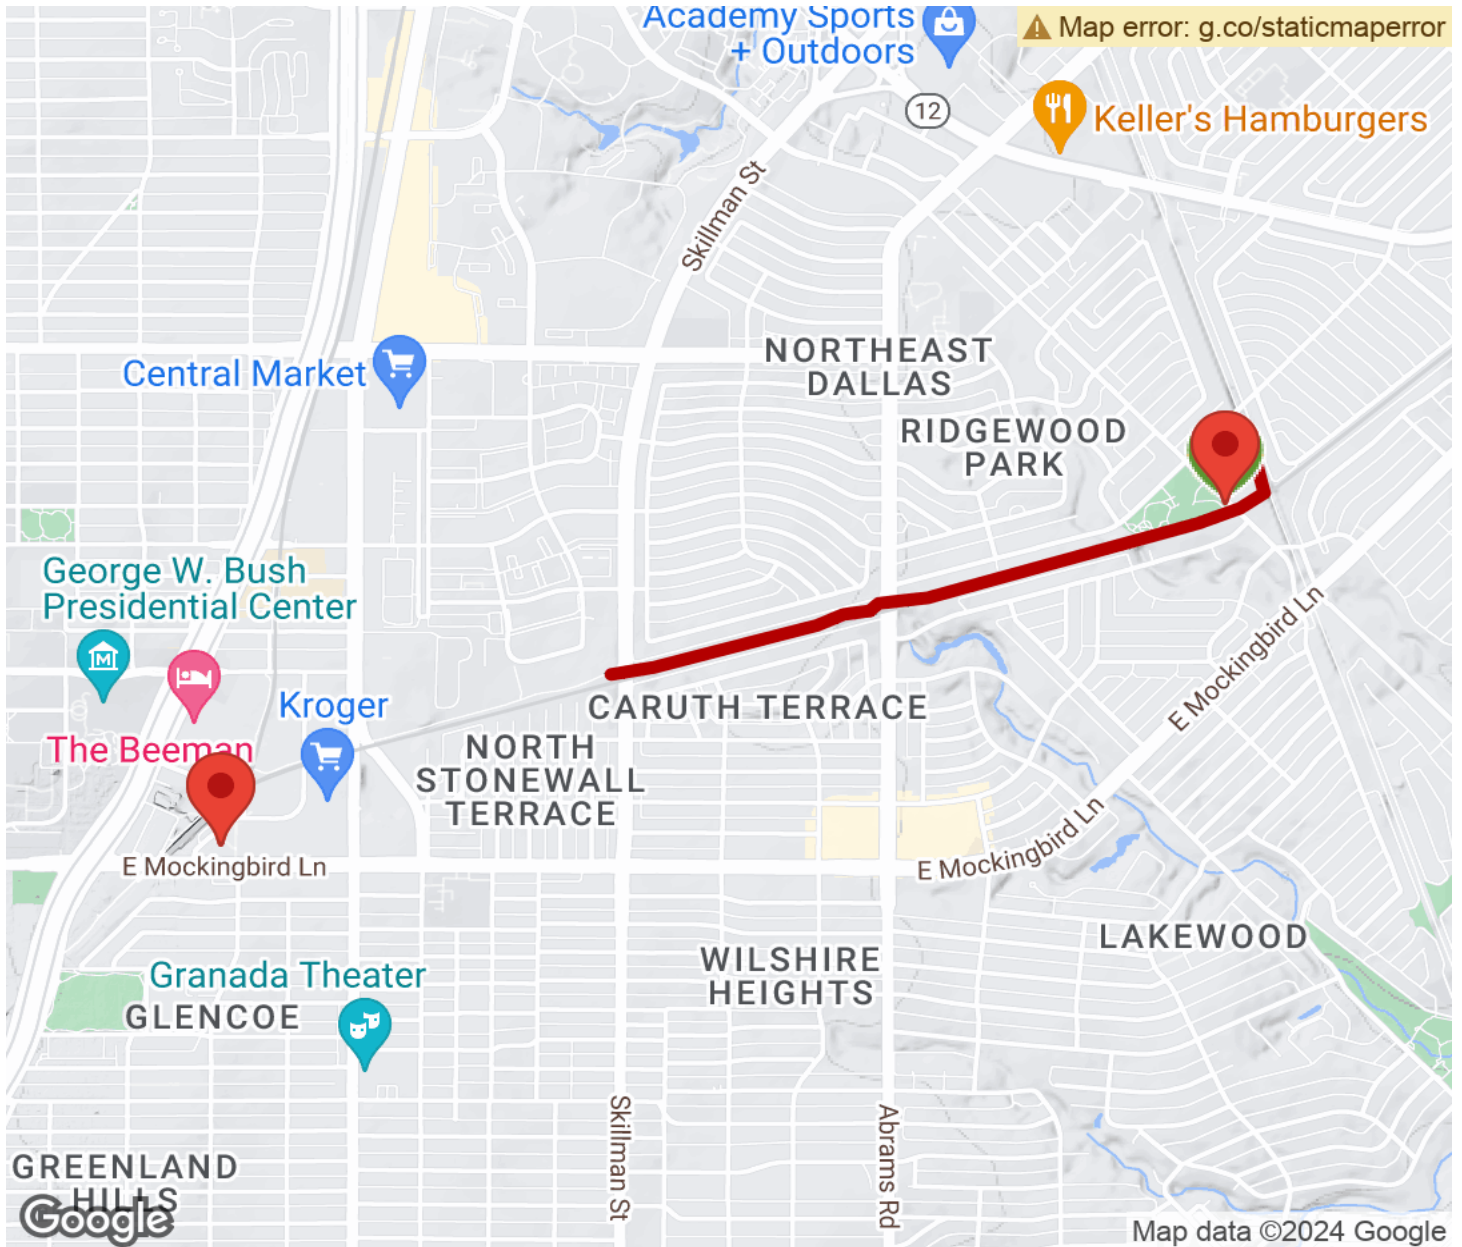 Academy Sports
+ Outdoors
Map error: g.co/staticmaperror
12
Keller's Hamburgers
Skillman St
NORTHEAST
DALLAS
Central Market
RIDGEWOOD
PARK
George W. Bush
Presidential Center
E Mockingbird Ln
Kroger
CARUTH TERRACE
The Beeman
NORTH
STONEWALL
TERRACE
E Mockingbird Ln
E Mockingbird Ln
LAKEWOOD
WILSHIRE
HEIGHTS
Granada Theater
GLENCOE
Skillman St
Abrams Rd
GREENLAND
HILLS
Google
Map data ©2024 Google